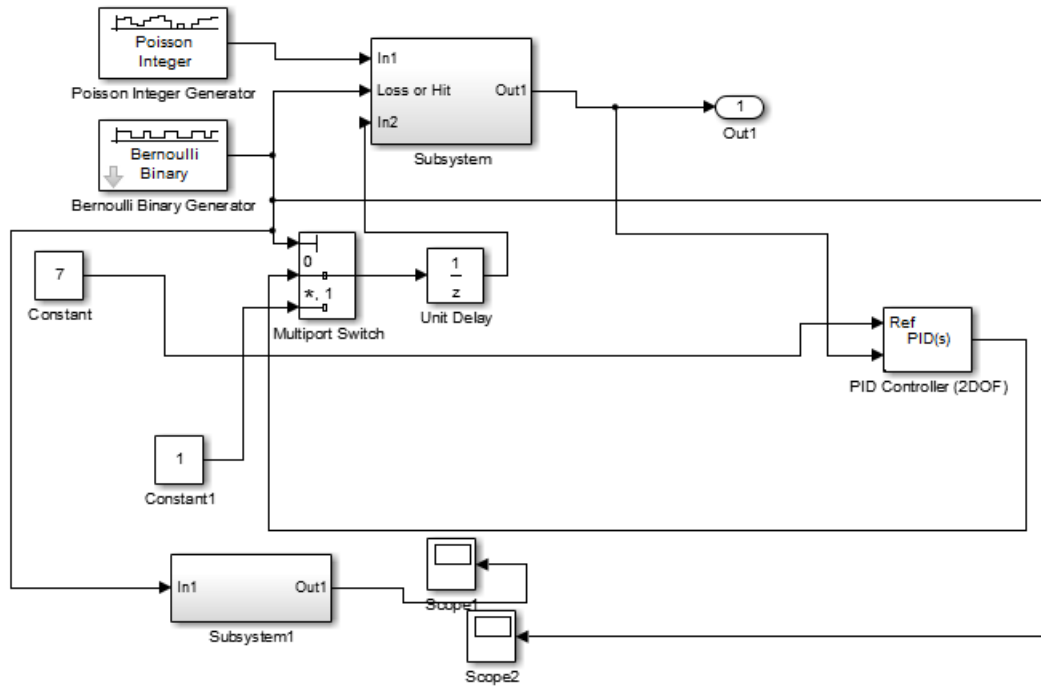 Poisson
Integer
Poisson Integer Generator
In1
Loss or Hit
In2
Out1
Subsystem
1
Out1
Bernoulli
Binary
Bernoulli Binary Generator
7
Constant
0
*, 1
Multiport Switch
1
z
Unit Delay
Ref
PID(s)
PID Controller (2DOF)
1
Constant1
In1
Out1
Subsystem1
Scope1
Scope2